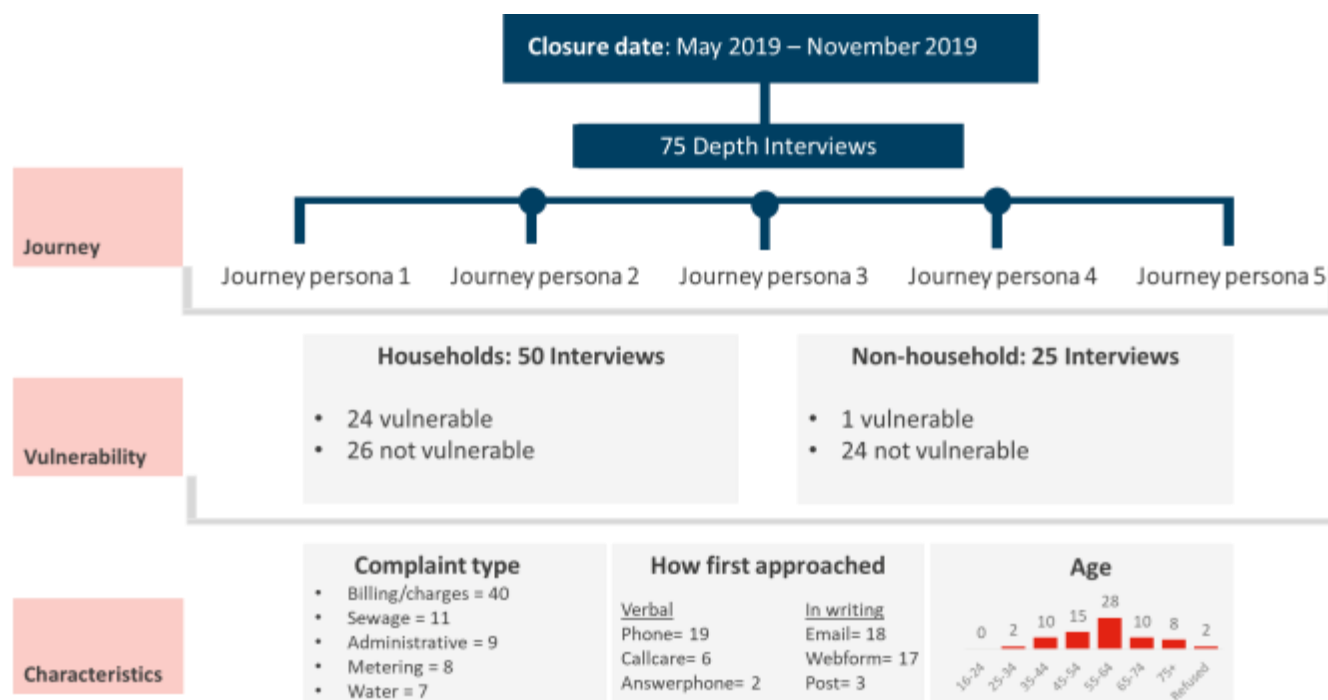 Closure date: May 2019 – November 2019
75 Depth Interviews
Journey
Journey persona 1
Journey persona 2
Journey persona 3
Journey persona 4
Journey persona 5
Vulnerability
Households: 50 Interviews
• 24 vulnerable
• 26 not vulnerable
Non-household: 25 Interviews
• 1 vulnerable
• 24 not vulnerable
Characteristics
Complaint type
• Billing/charges = 40
• Sewage = 11
• Administrative = 9
• Metering = 8
• Water = 7
How first approached
Verbal
Phone= 19
Callcare= 6
Answerphone= 2
In writing
Email= 18
Webform= 17
Post= 3
Age
0 2 10 15 28 10 8 2
16-24 25-34 35-44 45-54 55-64 65-74 75+ Refused